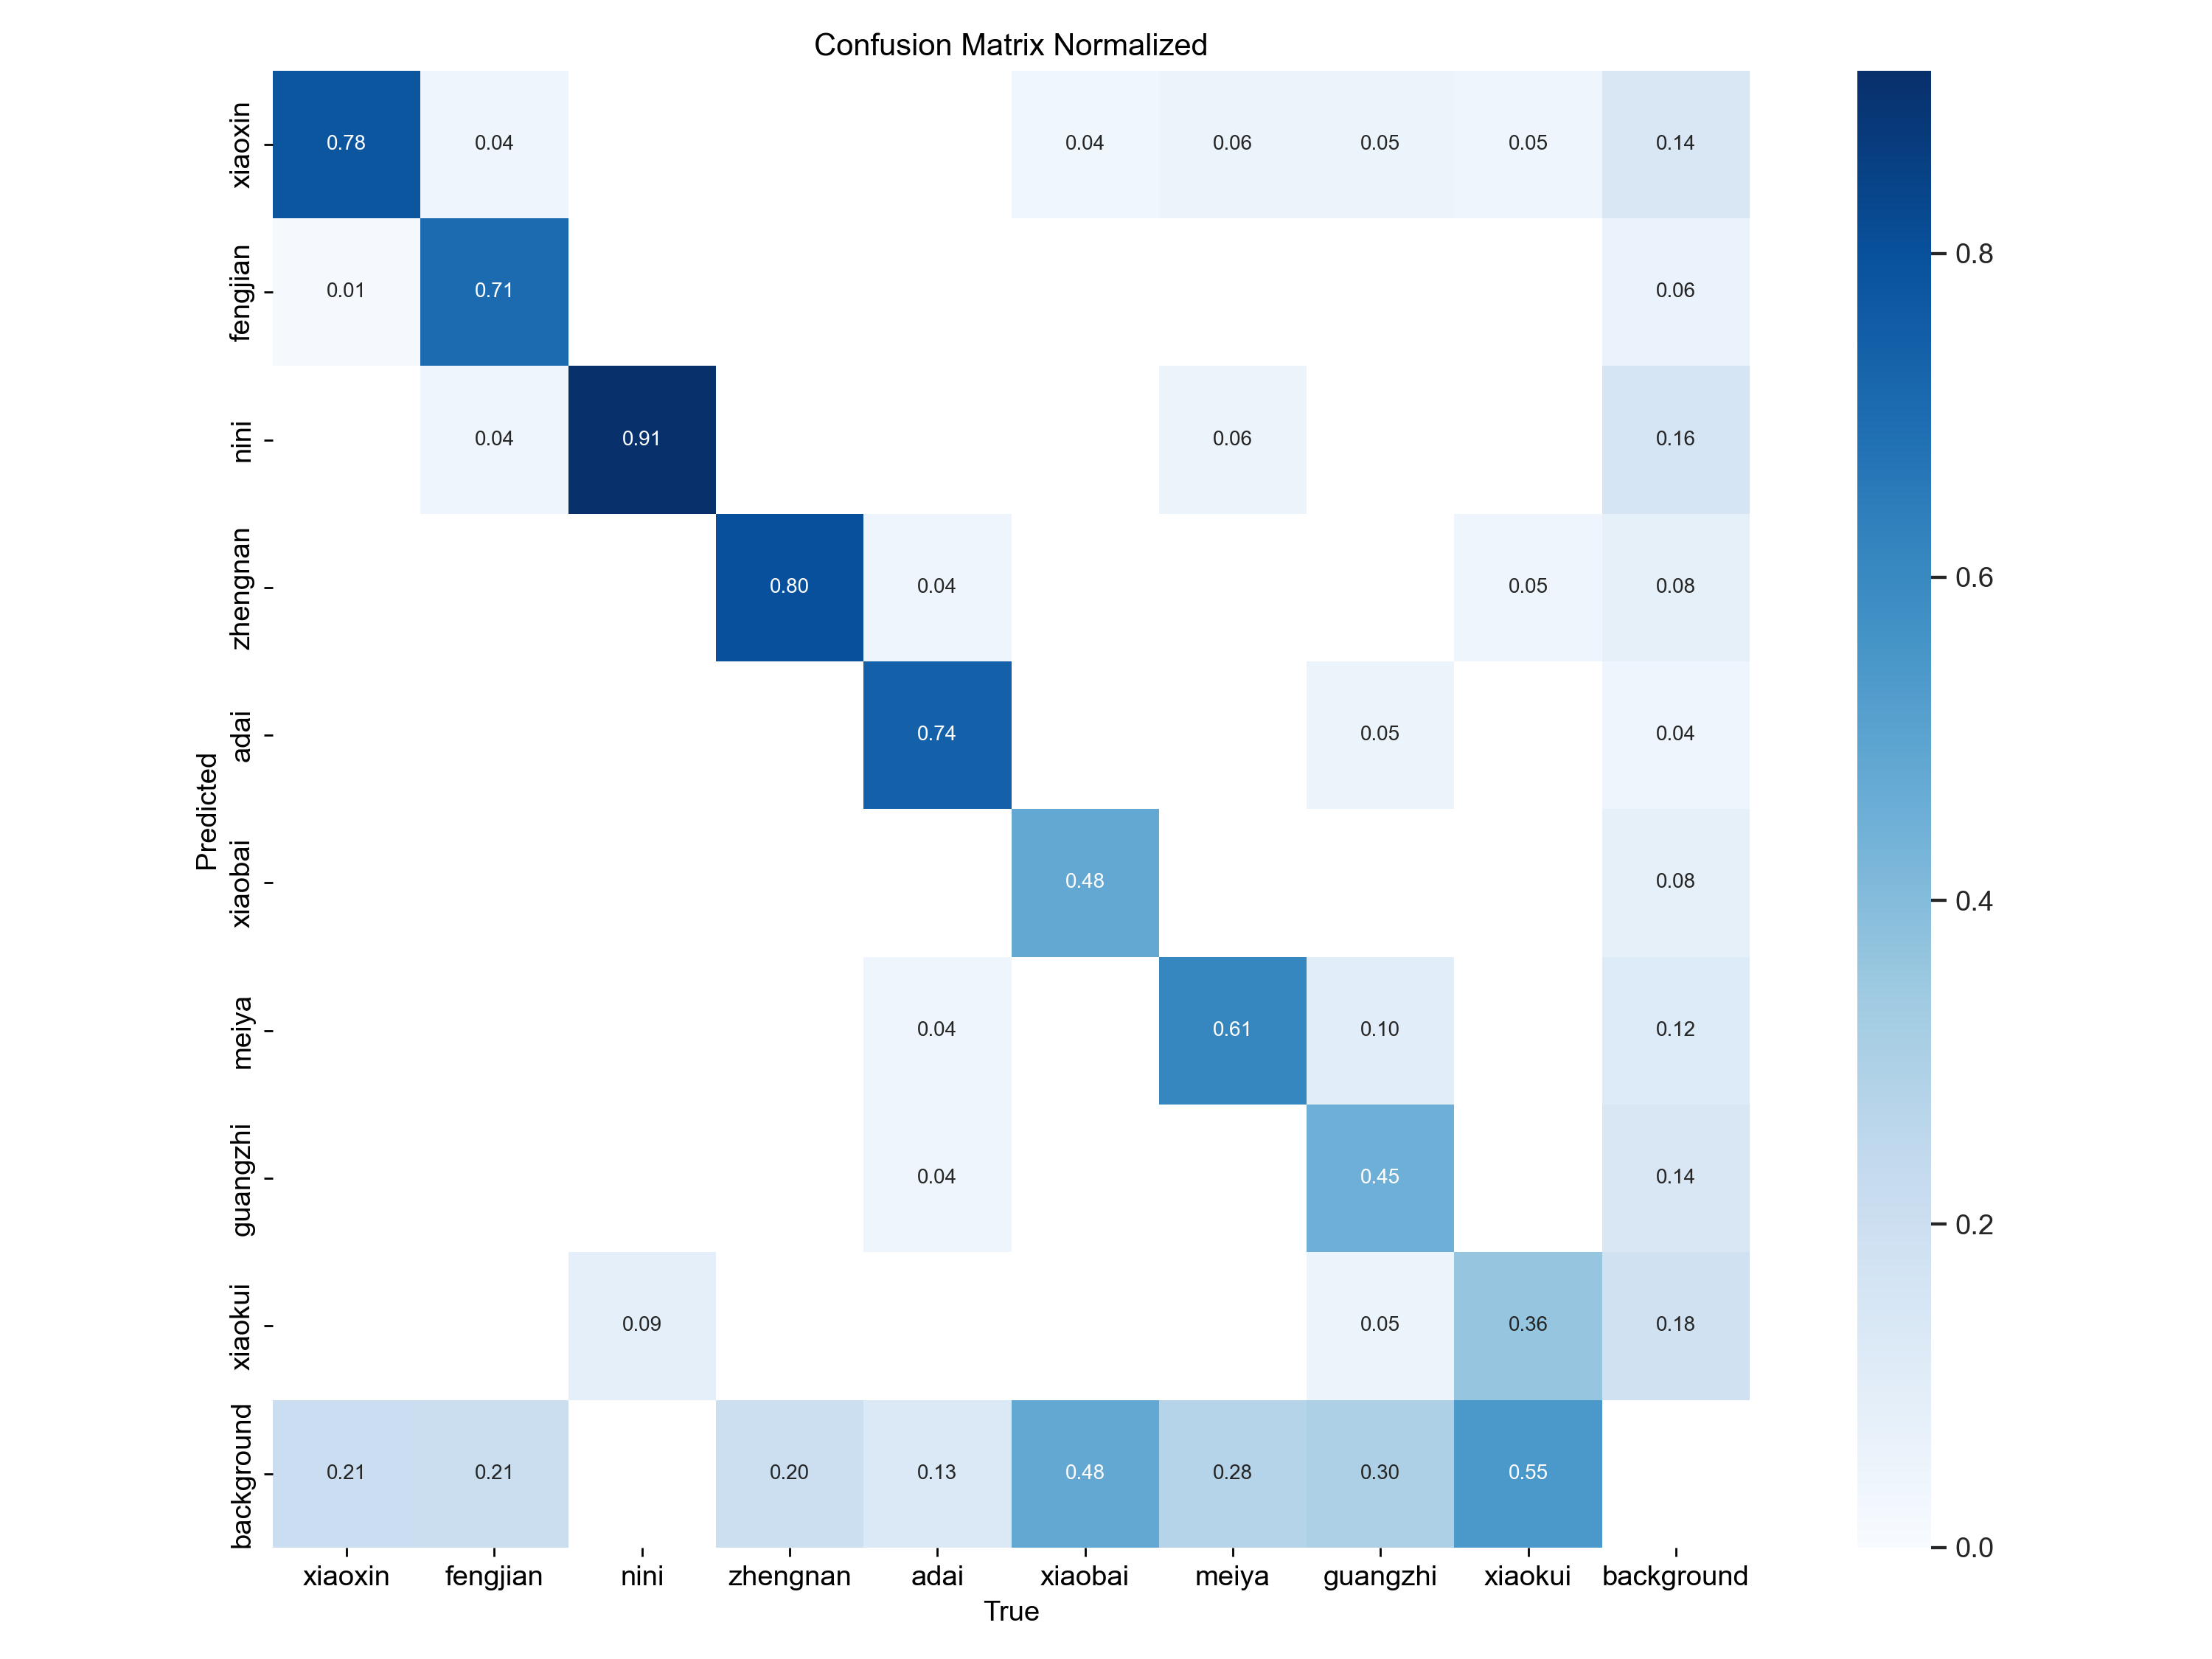 Confusion Matrix Normalized
xiaoxin 0.78 0.04 0.04 0.06 0.05 0.05 0.14
fengjian 0.01 0.71 0.06
nini 0.04 0.91 0.06 0.16
zhengnan 0.80 0.04 0.05 0.08
adai 0.74 0.05 0.04
xiaobai 0.48 0.08
meiya 0.04 0.61 0.10 0.12
guangzhi 0.04 0.45 0.14
xiaokui 0.09 0.05 0.36 0.18
background 0.21 0.21 0.20 0.13 0.48 0.28 0.30 0.55
xiaoxin fengjian nini zhengnan adai xiaobai meiya guangzhi xiaokui background
True
Predicted
0.8
0.6
0.4
0.2
0.0